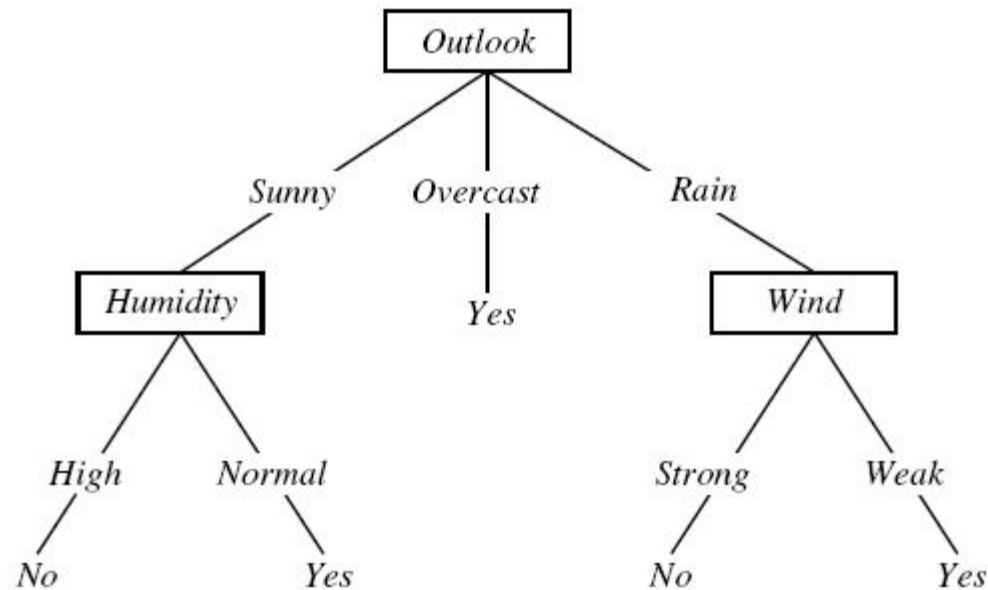 Outlook
Sunny Overcast Rain
Humidity Yes Wind
High Normal Strong Weak
No Yes No Yes